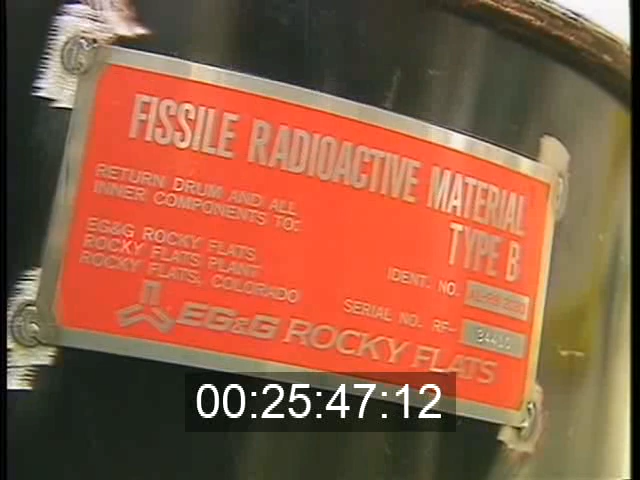 FISSILE RADIOACTIVE MATERIAL
TYPE B
RETURN DRUM AND ALL
INNER COMPONENTS TO:
EG&G ROCKY FLATS,
ROCKY FLATS PLANT
ROCKY FLATS, COLORADO
IDENT. NO.
SERIAL NO. RF-
EG&G ROCKY FLATS
00:25:47:12